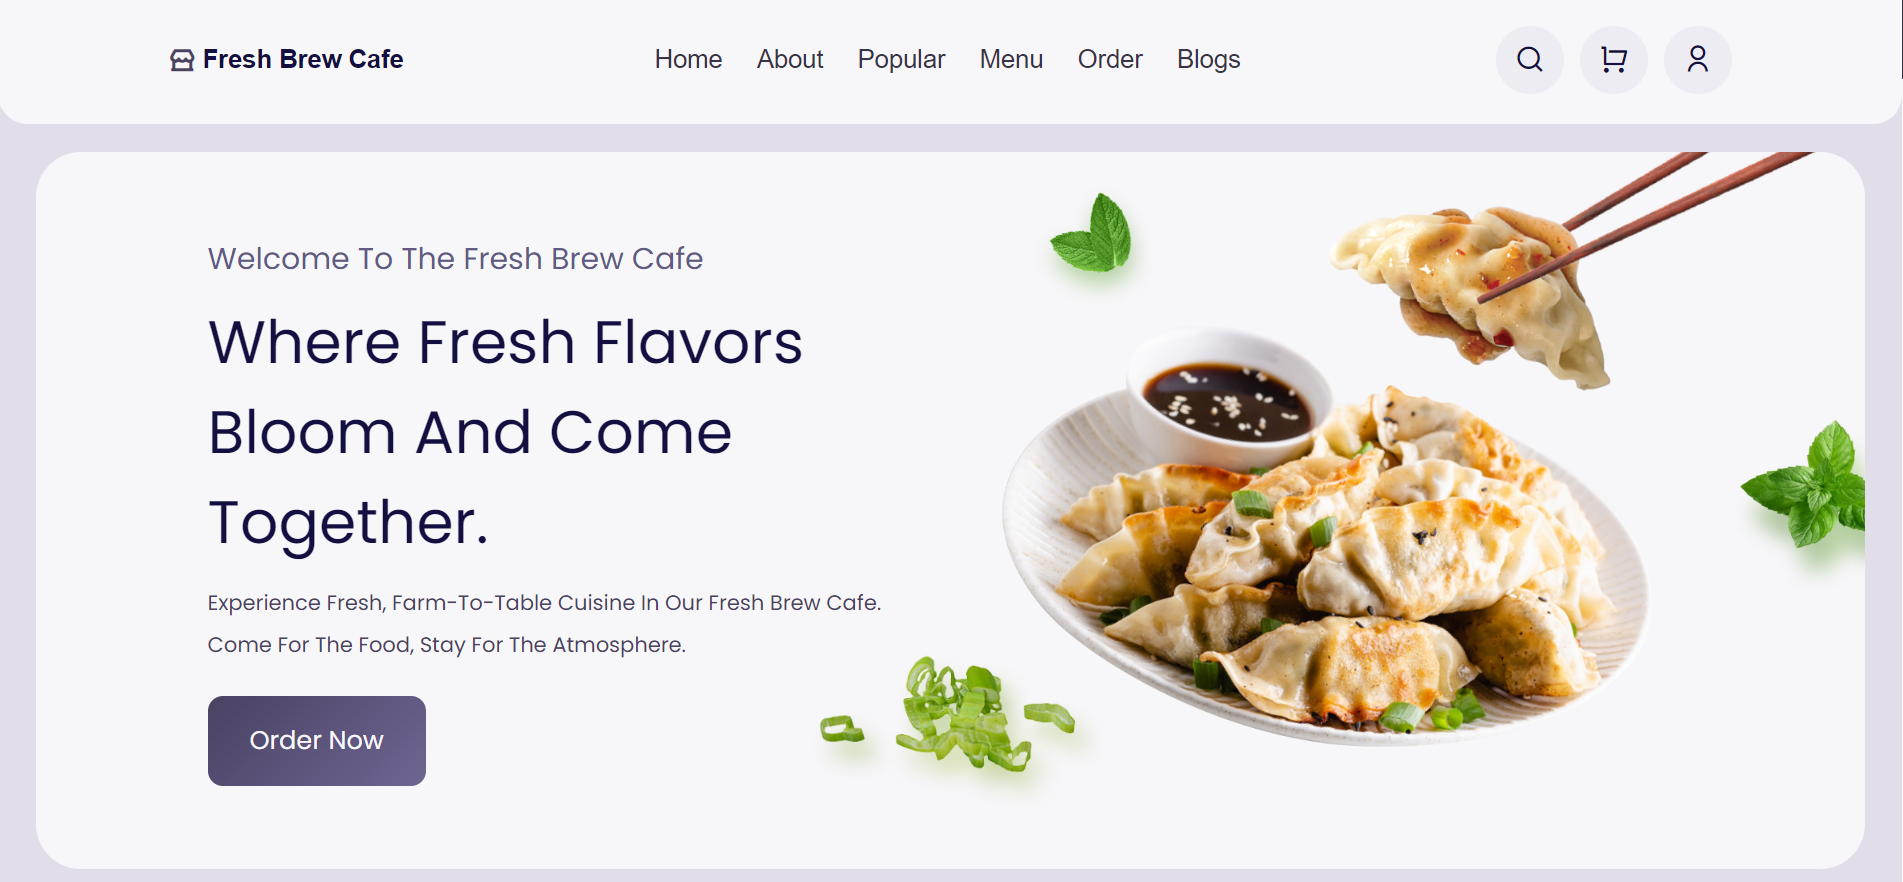 Fresh Brew Cafe
Home About Popular Menu Order Blogs
Welcome To The Fresh Brew Cafe
Where Fresh Flavors
Bloom And Come
Together.
Experience Fresh, Farm-To-Table Cuisine In Our Fresh Brew Cafe.
Come For The Food, Stay For The Atmosphere.
Order Now